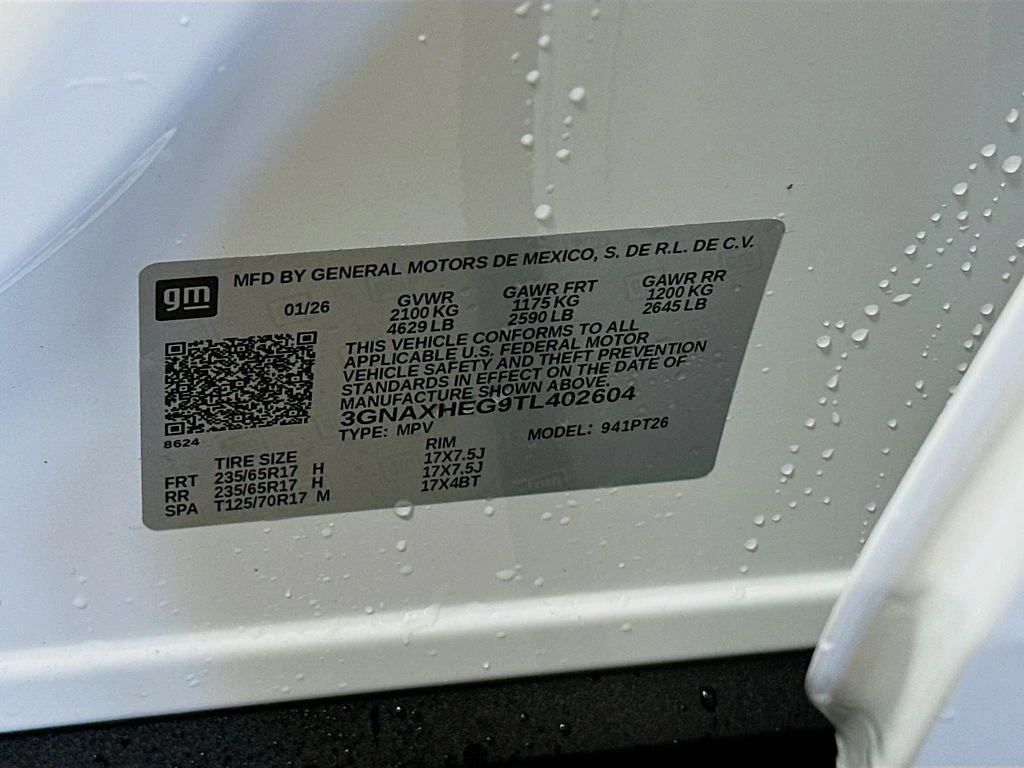 gm
MFD BY GENERAL MOTORS DE MEXICO, S. DE R.L. DE C.V.
01/26 GVWR GAWR FRT GAWR RR
2100 KG 1175 KG 1200 KG
4629 LB 2590 LB 2645 LB
THIS VEHICLE CONFORMS TO ALL
APPLICABLE U.S. FEDERAL MOTOR
VEHICLE SAFETY AND THEFT PREVENTION
STANDARDS IN EFFECT ON THE DATE OF
MANUFACTURE SHOWN ABOVE.
3GNAXHEG9TL402604
8624
TYPE: MPV MODEL: 941PT26
TIRE SIZE RIM
FRT 235/65R17 H 17X7.5J
RR 235/65R17 H 17X7.5J
SPA T125/70R17 M 17X4BT